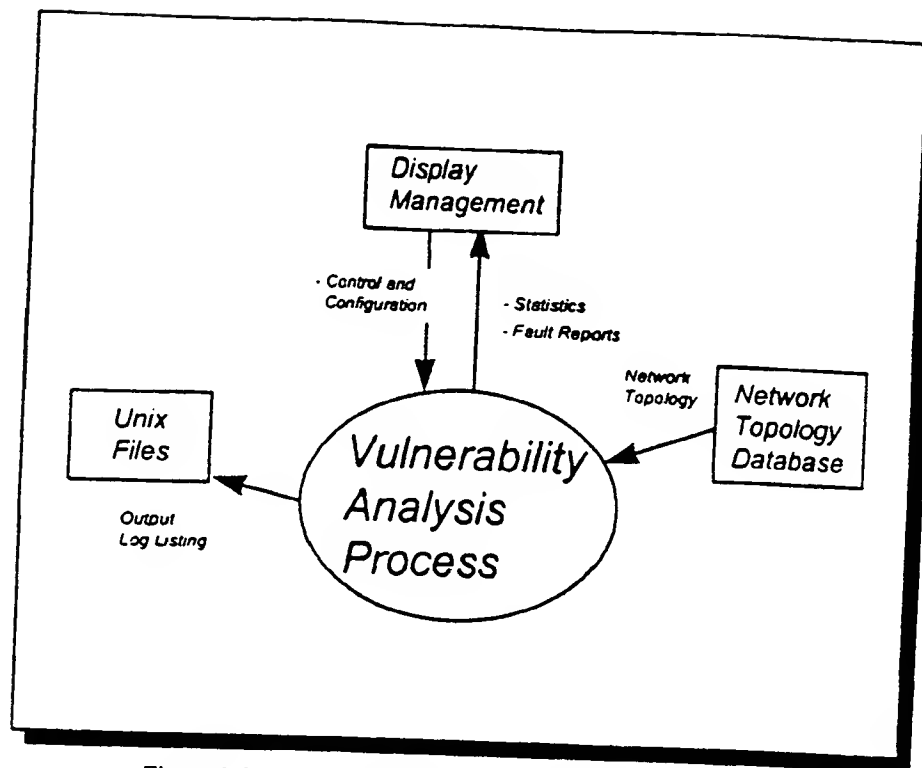 Display
Management
- Control and
Configuration
- Statistics
- Fault Reports
Network
Topology
Network
Topology
Database
Unix
Files
Vulnerability
Analysis
Process
Output
Log Listing